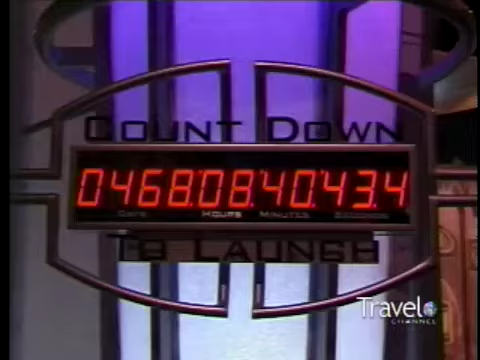 COUNT DOWN
0468:08:40:43.4
DAYS HOURS MINUTES SECONDS
TO LAUNCH
Travel
CHANNEL